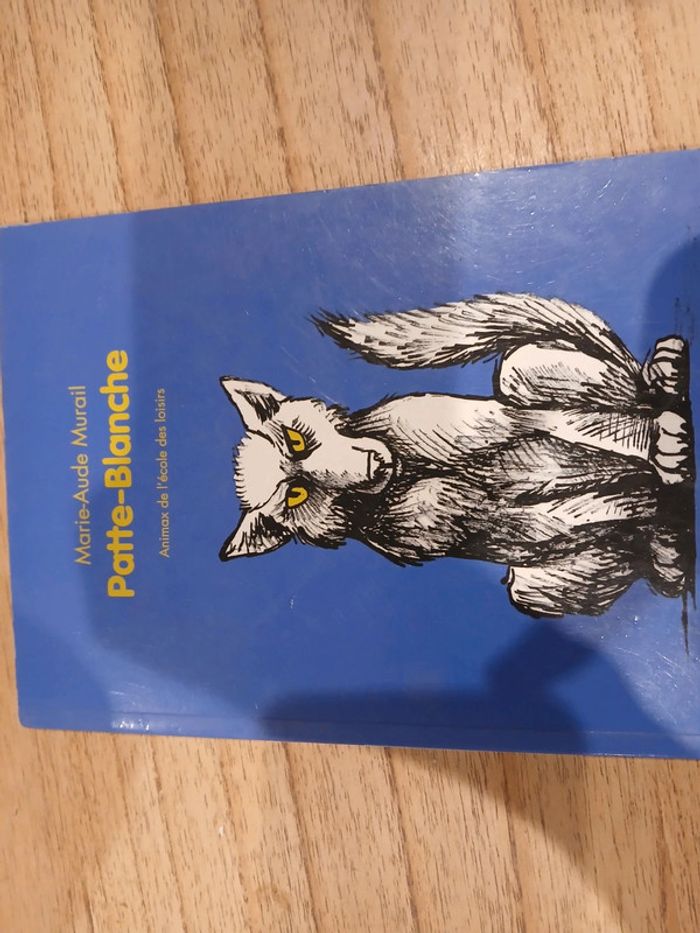 Marie-Aude Murail
Patte-Blanche
Animax de l'école des loisirs